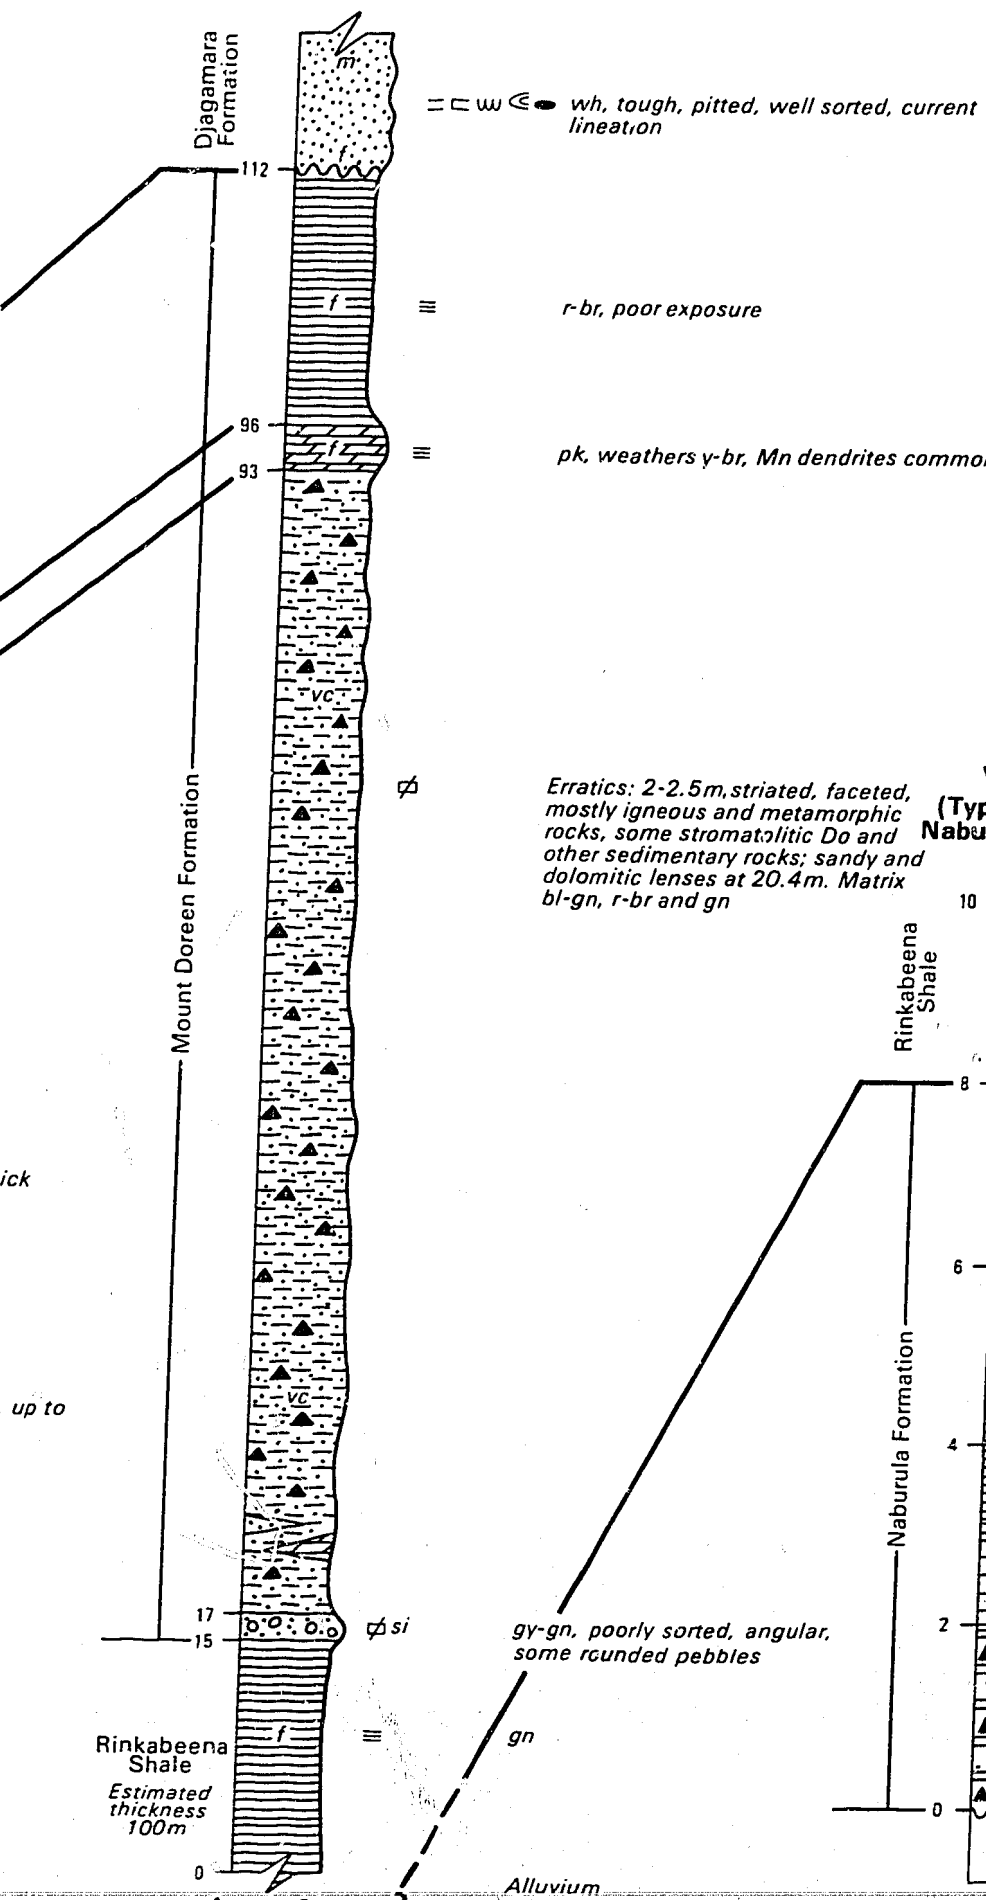 Djagamara
Formation
m
wh, tough, pitted, well sorted, current
lineation
f
112
f
r-br, poor exposure
96
f
pk, weathers y-br, Mn dendrites common
93
vc
Mount Doreen Formation
Erratics: 2-2.5m, striated, faceted,
mostly igneous and metamorphic
rocks, some stromatolitic Do and
other sedimentary rocks; sandy and
dolomitic lenses at 20.4m. Matrix
bl-gn, r-br and gn
(Typ
Nabu
10
Rinkabeena
Shale
8
ick
6
up to
vc
Naburula Formation
4
17
15
si
gy-gn, poorly sorted, angular,
some rounded pebbles
2
f
gn
Rinkabeena
Shale
Estimated
thickness
100m
0
0
Alluvium